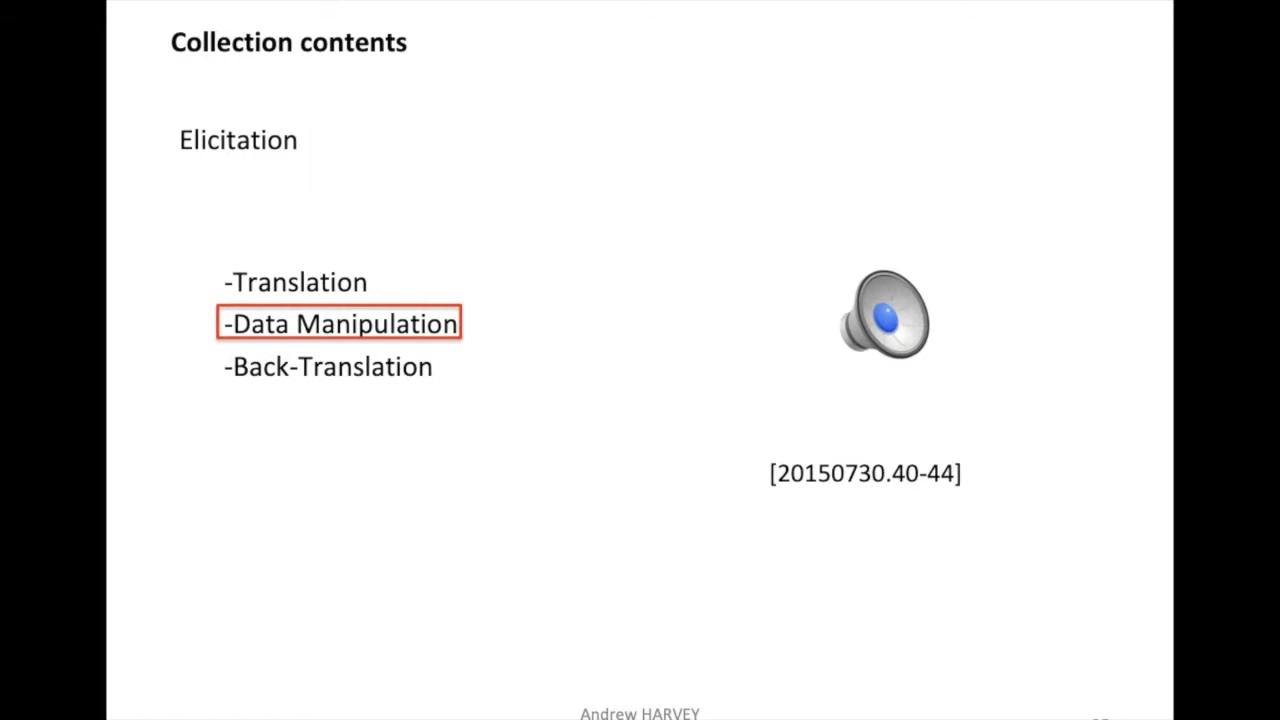 Collection contents
Elicitation
-Translation
-Data Manipulation
-Back-Translation
[20150730.40-44]
Andrew HARVEY